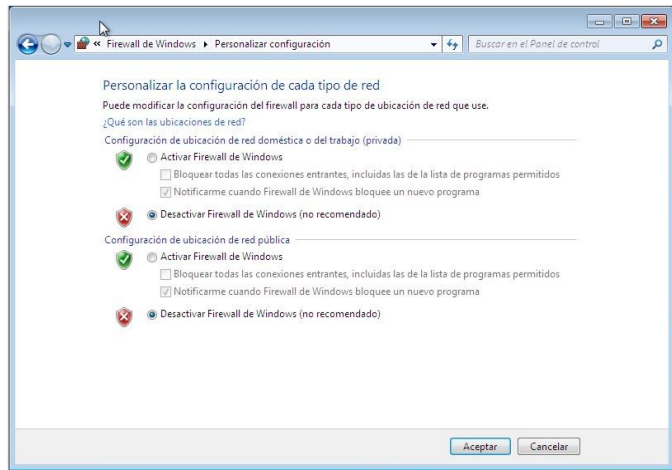 « Firewall de Windows ▸ Personalizar configuración
Buscar en el Panel de control
Personalizar la configuración de cada tipo de red
Puede modificar la configuración del firewall para cada tipo de ubicación de red que use.
¿Qué son las ubicaciones de red?
Configuración de ubicación de red doméstica o del trabajo (privada)
Activar Firewall de Windows
Bloquear todas las conexiones entrantes, incluidas las de la lista de programas permitidos
Notificarme cuando Firewall de Windows bloquee un nuevo programa
Desactivar Firewall de Windows (no recomendado)
Configuración de ubicación de red pública
Activar Firewall de Windows
Bloquear todas las conexiones entrantes, incluidas las de la lista de programas permitidos
Notificarme cuando Firewall de Windows bloquee un nuevo programa
Desactivar Firewall de Windows (no recomendado)
Aceptar Cancelar